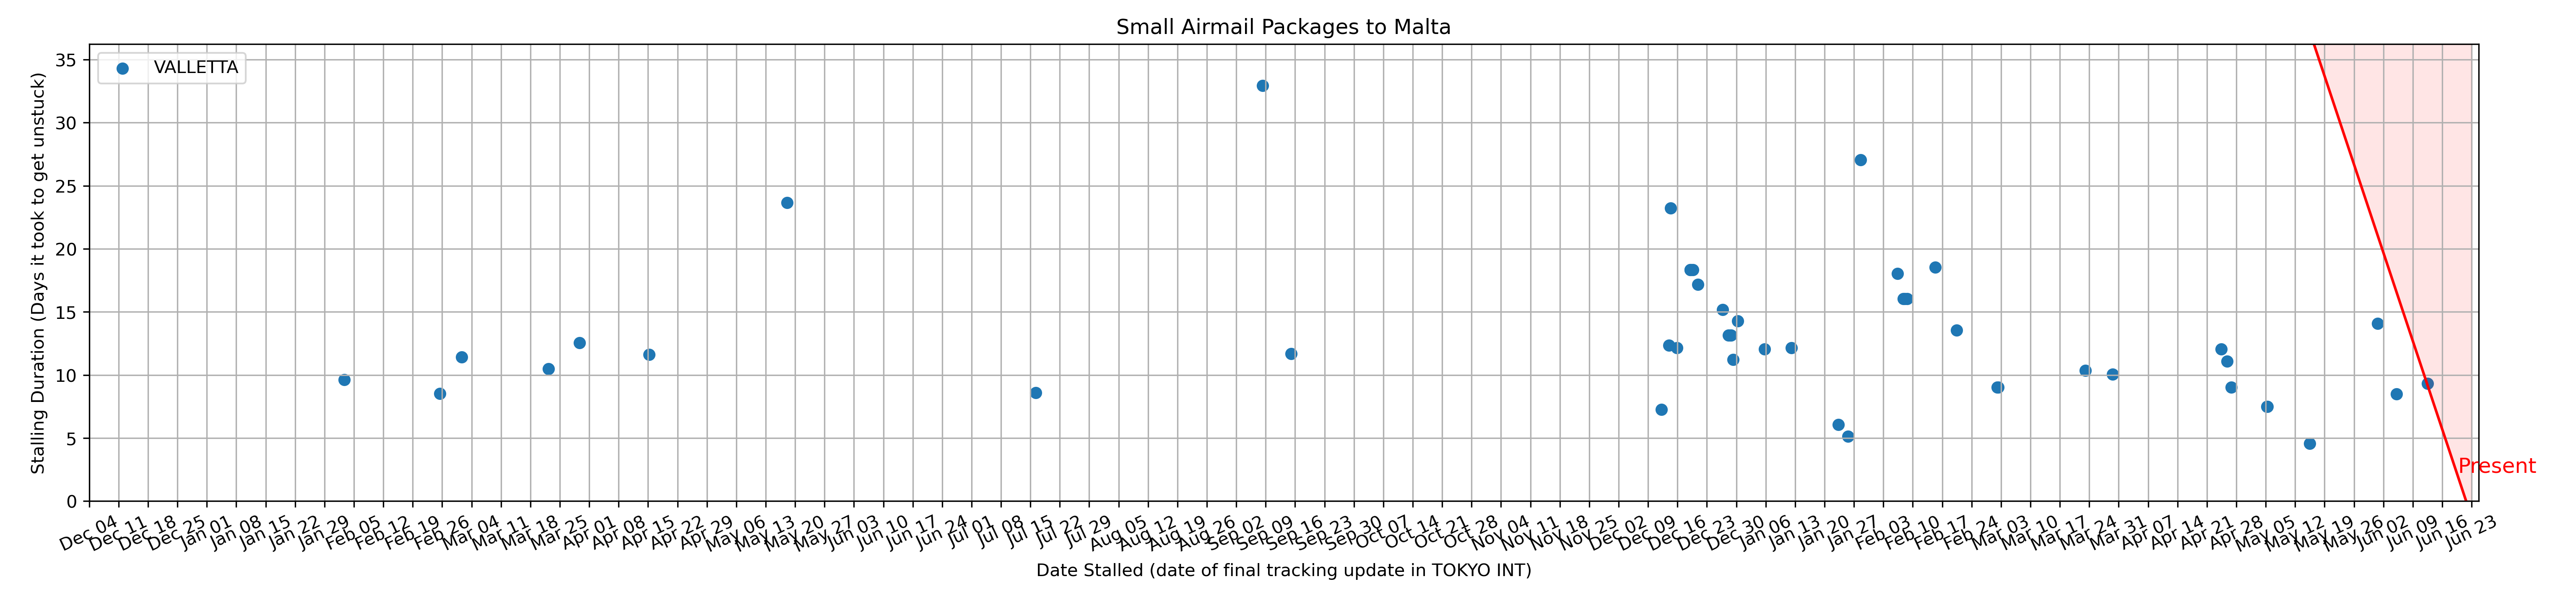 Small Airmail Packages to Malta
VALLETTA
Stalling Duration (Days it took to get unstuck)
35
30
25
20
15
10
5
0
Present
Dec 04
Dec 11
Dec 18
Dec 25
Jan 01
Jan 08
Jan 15
Jan 22
Jan 29
Feb 05
Feb 12
Feb 19
Feb 26
Mar 04
Mar 11
Mar 18
Mar 25
Apr 01
Apr 08
Apr 15
Apr 22
Apr 29
May 06
May 13
May 20
May 27
Jun 03
Jun 10
Jun 17
Jun 24
Jul 01
Jul 08
Jul 15
Jul 22
Jul 29
Aug 05
Aug 12
Aug 19
Aug 26
Sep 02
Sep 09
Sep 16
Sep 23
Sep 30
Oct 07
Oct 14
Oct 21
Oct 28
Nov 04
Nov 11
Nov 18
Nov 25
Dec 02
Dec 09
Dec 16
Dec 23
Dec 30
Jan 06
Jan 13
Jan 20
Jan 27
Feb 03
Feb 10
Feb 17
Feb 24
Mar 03
Mar 10
Mar 17
Mar 24
Mar 31
Apr 07
Apr 14
Apr 21
Apr 28
May 05
May 12
May 19
May 26
Jun 02
Jun 09
Jun 16
Jun 23
Date Stalled (date of final tracking update in TOKYO INT)